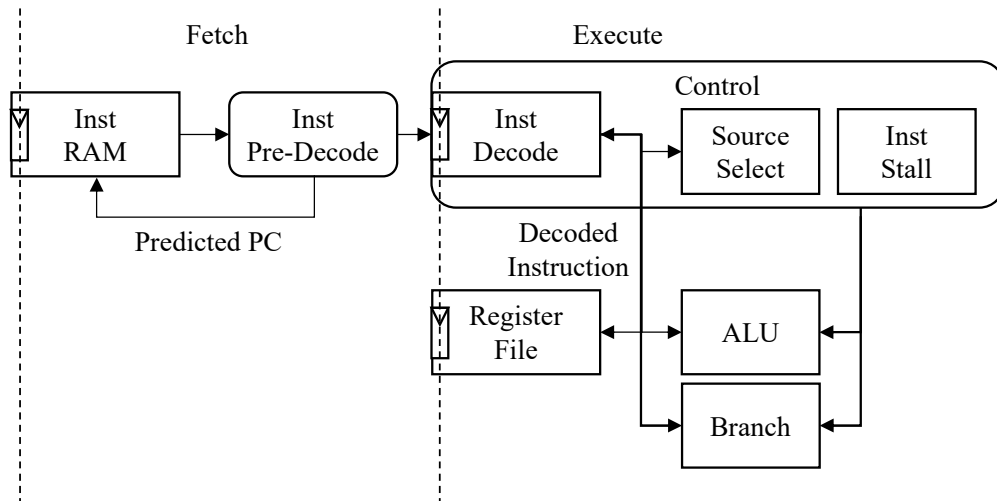 Fetch
Execute
Control
Inst
RAM
Inst
Pre-Decode
Inst
Decode
Source
Select
Inst
Stall
Predicted PC
Decoded
Instruction
Register
File
ALU
Branch